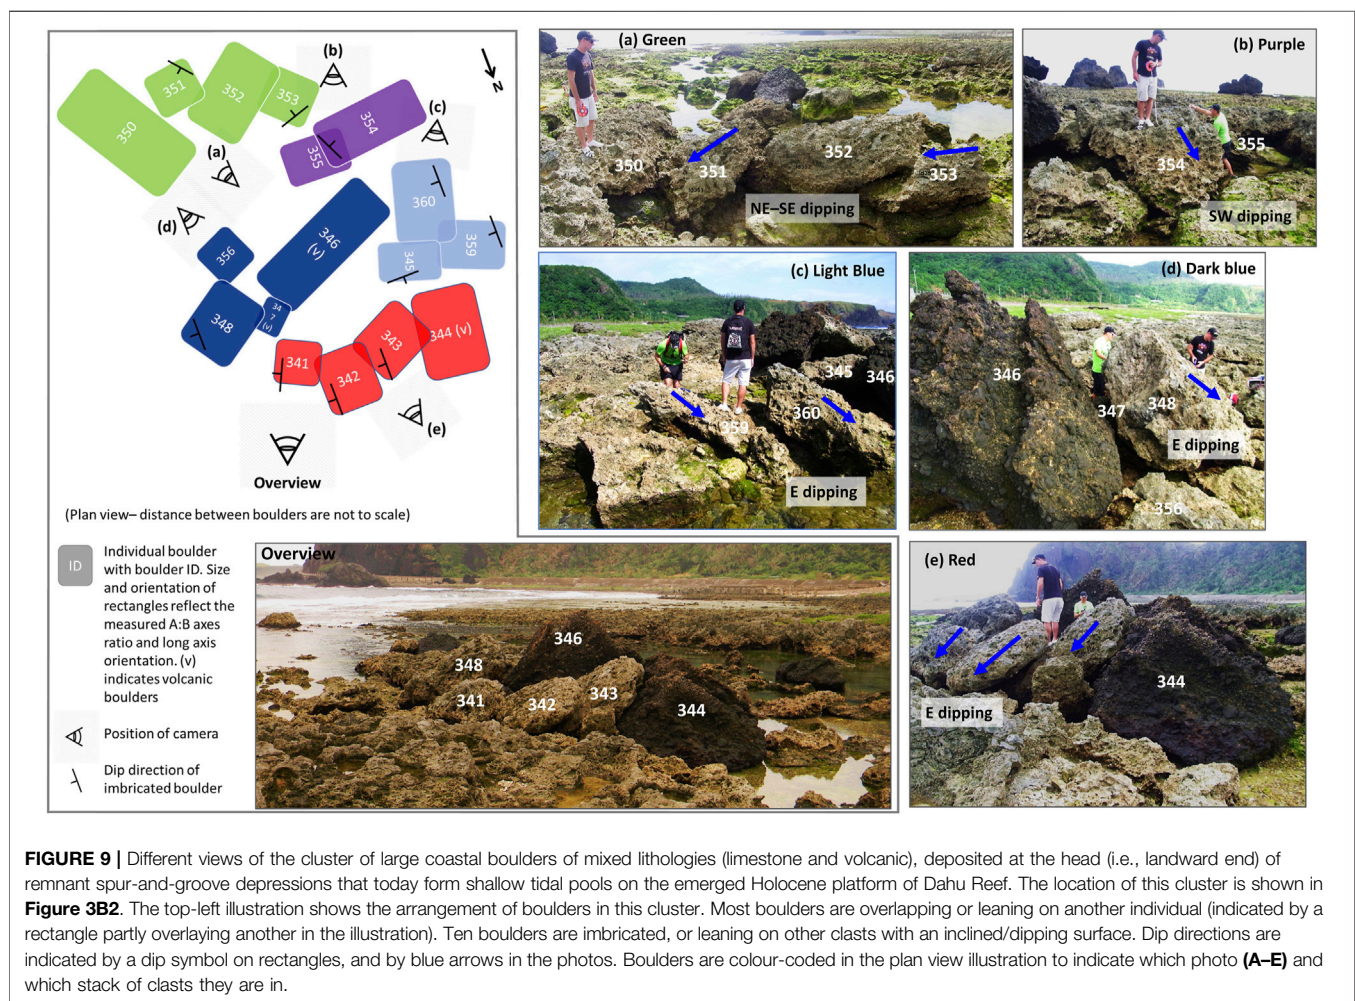 350
351
352
353
(b)
354
355
(c)
(a)
(d)
N
346
(v)
360
359
345
356
348
34
7
(v)
341
342
343
344 (v)
(e)
Overview
(Plan view– distance between boulders are not to scale)
ID
Individual boulder
with boulder ID. Size
and orientation of
rectangles reflect the
measured A:B axes
ratio and long axis
orientation. (v)
indicates volcanic
boulders
Position of camera
Dip direction of
imbricated boulder
(a) Green
350
351
352
353
NE–SE dipping
(b) Purple
354
355
SW dipping
(c) Light Blue
345
346
360
359
E dipping
(d) Dark blue
346
347
348
E dipping
356
Overview
346
348
341
342
343
344
(e) Red
344
E dipping
FIGURE 9 | Different views of the cluster of large coastal boulders of mixed lithologies (limestone and volcanic), deposited at the head (i.e., landward end) of
remnant spur-and-groove depressions that today form shallow tidal pools on the emerged Holocene platform of Dahu Reef. The location of this cluster is shown in
Figure 3B2. The top-left illustration shows the arrangement of boulders in this cluster. Most boulders are overlapping or leaning on another individual (indicated by a
rectangle partly overlaying another in the illustration). Ten boulders are imbricated, or leaning on other clasts with an inclined/dipping surface. Dip directions are
indicated by a dip symbol on rectangles, and by blue arrows in the photos. Boulders are colour-coded in the plan view illustration to indicate which photo (A–E) and
which stack of clasts they are in.